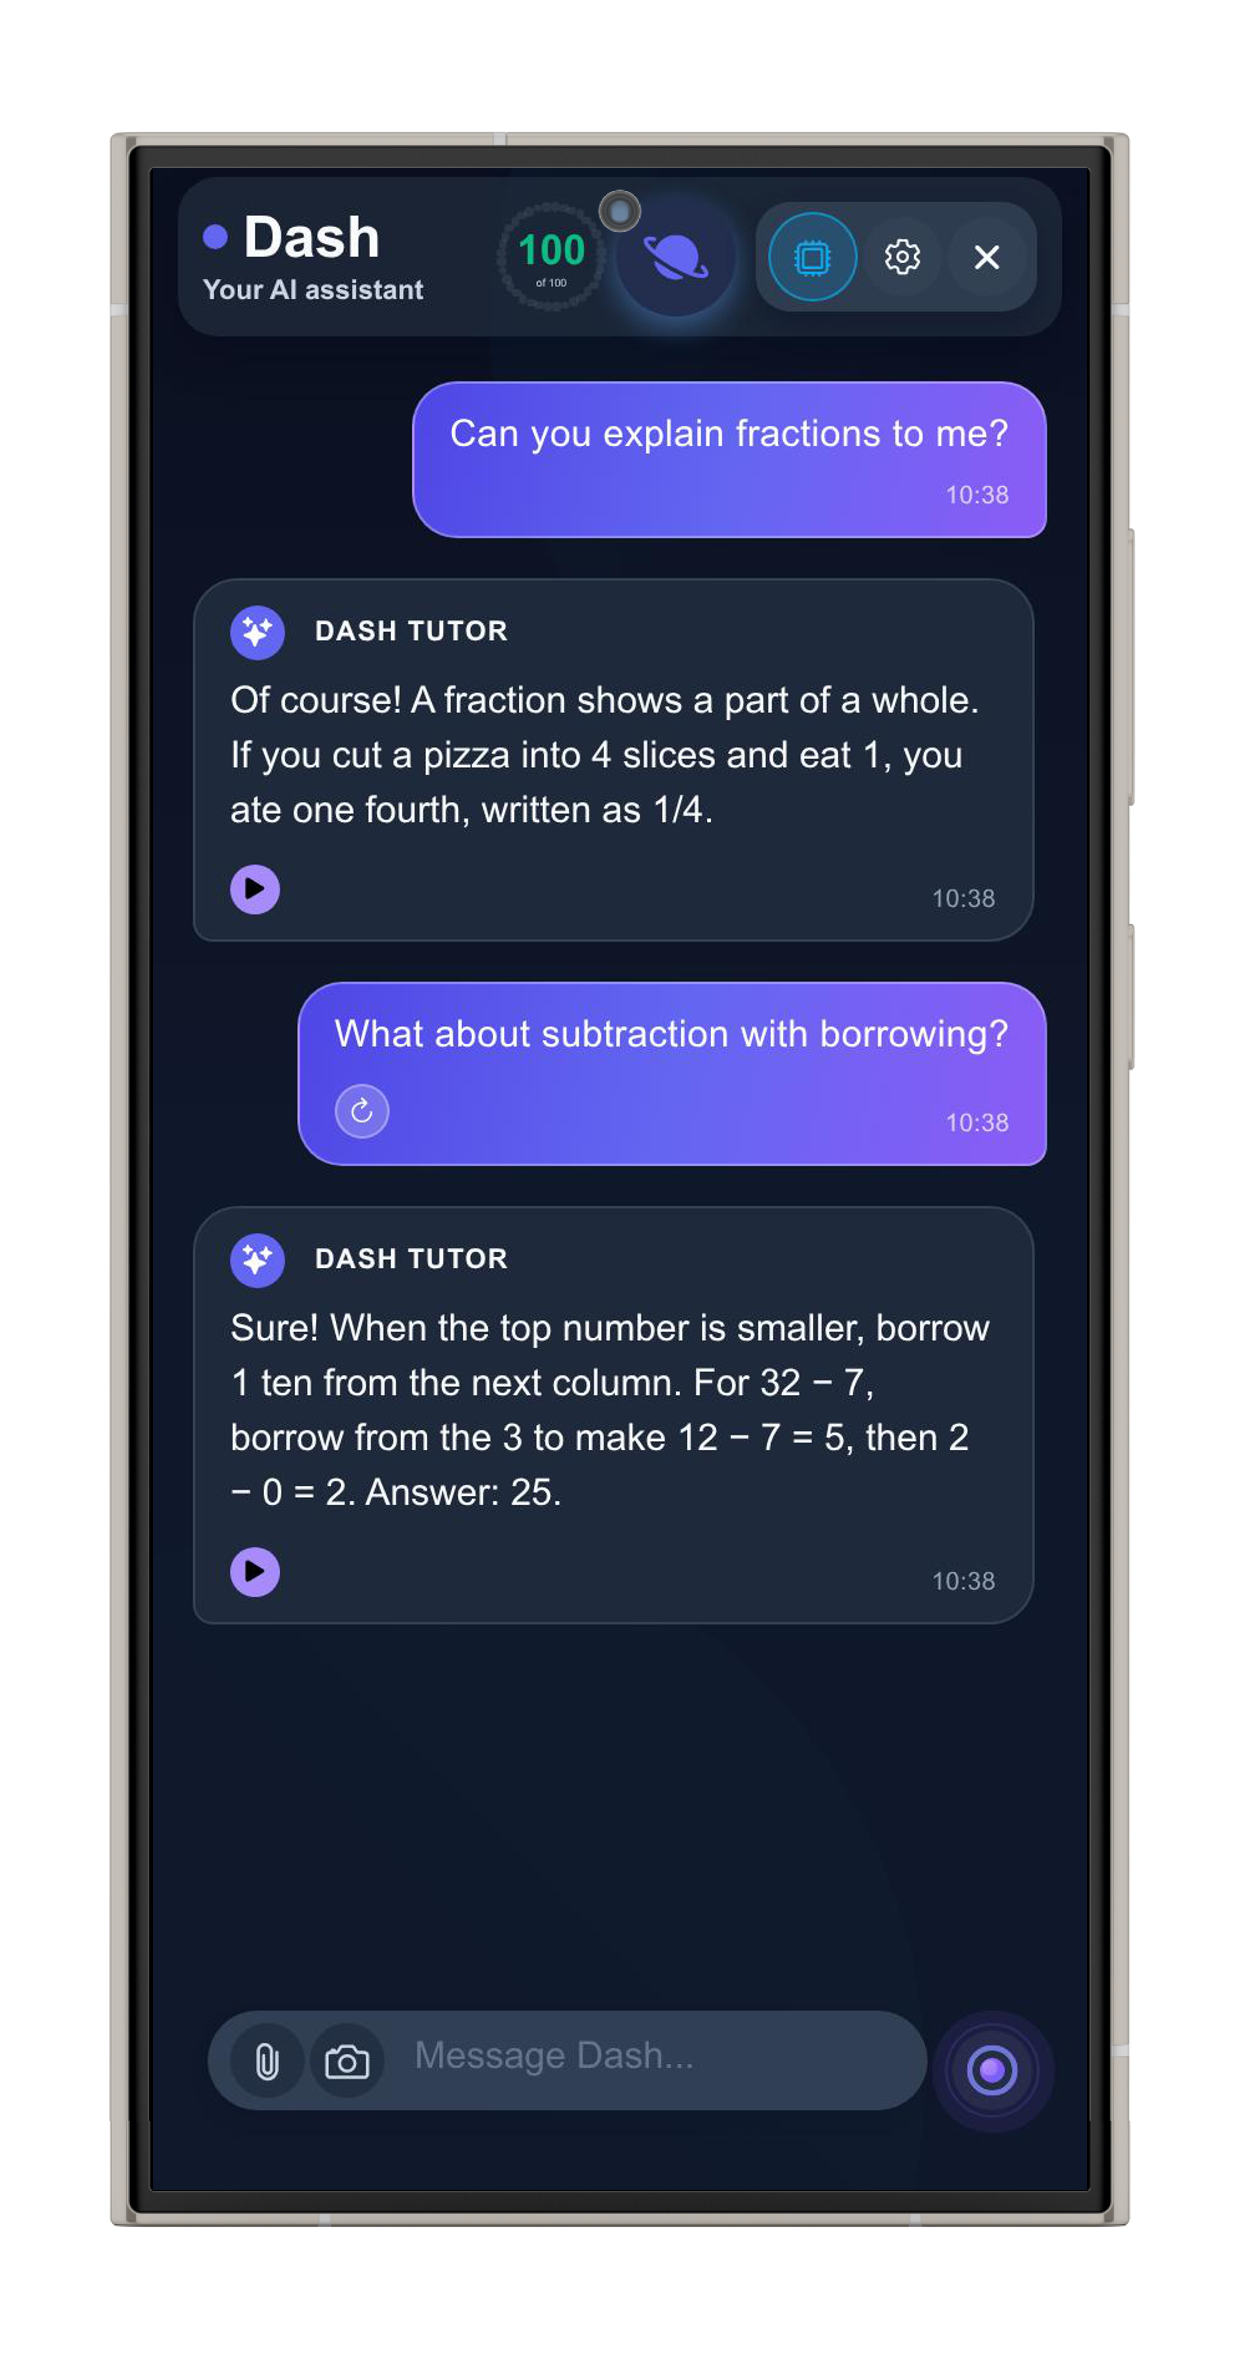 Dash
Your AI assistant
100
of 100
Can you explain fractions to me?
10:38
DASH TUTOR
Of course! A fraction shows a part of a whole.
If you cut a pizza into 4 slices and eat 1, you
ate one fourth, written as 1/4.
10:38
What about subtraction with borrowing?
10:38
DASH TUTOR
Sure! When the top number is smaller, borrow
1 ten from the next column. For 32 − 7,
borrow from the 3 to make 12 − 7 = 5, then 2
− 0 = 2. Answer: 25.
10:38
Message Dash...